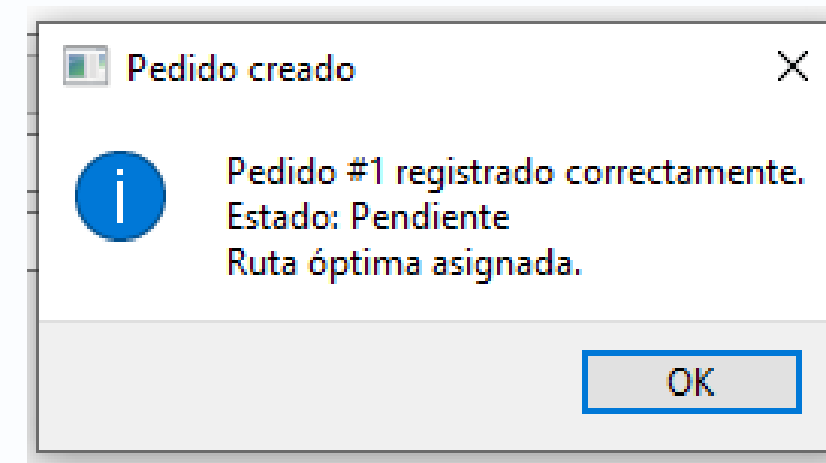 Pedido creado
Pedido #1 registrado correctamente.
Estado: Pendiente
Ruta óptima asignada.
OK